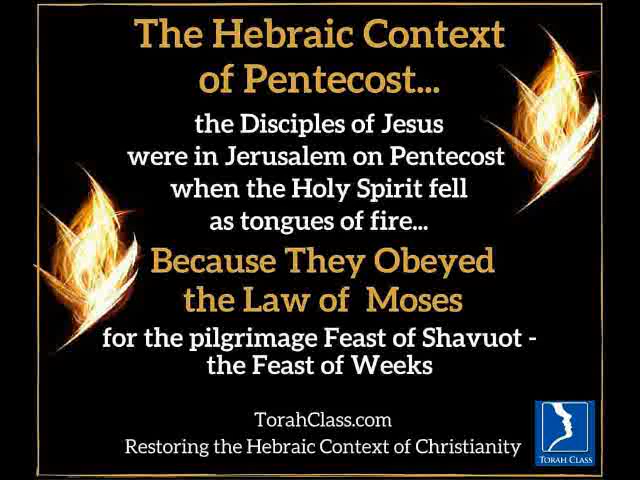 The Hebraic Context
of Pentecost...
the Disciples of Jesus
were in Jerusalem on Pentecost
when the Holy Spirit fell
as tongues of fire...
Because They Obeyed
the Law of Moses
for the pilgrimage Feast of Shavuot -
the Feast of Weeks
TorahClass.com
Restoring the Hebraic Context of Christianity
TORAH CLASS